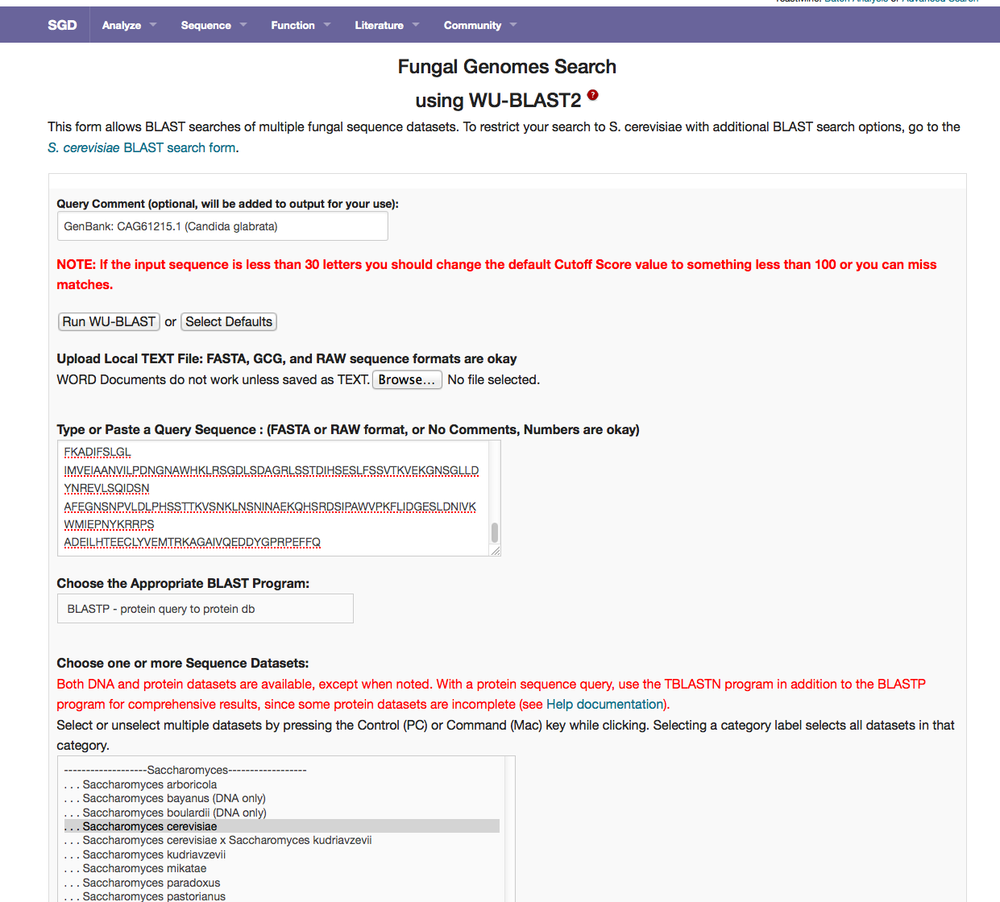 SGD Analyze Sequence Function Literature Community
Fungal Genomes Search
using WU-BLAST2 ?
This form allows BLAST searches of multiple fungal sequence datasets. To restrict your search to S. cerevisiae with additional BLAST search options, go to the
S. cerevisiae BLAST search form.
Query Comment (optional, will be added to output for your use):
GenBank: CAG61215.1 (Candida glabrata)
NOTE: If the input sequence is less than 30 letters you should change the default Cutoff Score value to something less than 100 or you can miss
matches.
Run WU-BLAST or Select Defaults
Upload Local TEXT File: FASTA, GCG, and RAW sequence formats are okay
WORD Documents do not work unless saved as TEXT. Browse... No file selected.
Type or Paste a Query Sequence : (FASTA or RAW format, or No Comments, Numbers are okay)
FKADIFSLGL
IMVEIAANVILPDNGNAWHKLRSGDLSDAGRLSSTDIHSESLFSSVTKVEKGNSGLLD
YNREVLSQIDSN
AFEGNSNPVLDLPHSSTTKVSNKLNSNINAEKQHSRDSIPAWVPKFLIDGESLDNIVK
WMIEPNYKRRPS
ADEILHTEECLYVEMTRKAGAIVQEDDYGPRPEFFQ
Choose the Appropriate BLAST Program:
BLASTP - protein query to protein db
Choose one or more Sequence Datasets:
Both DNA and protein datasets are available, except when noted. With a protein sequence query, use the TBLASTN program in addition to the BLASTP
program for comprehensive results, since some protein datasets are incomplete (see Help documentation).
Select or unselect multiple datasets by pressing the Control (PC) or Command (Mac) key while clicking. Selecting a category label selects all datasets in that
category.
-------------------Saccharomyces------------------
. . . Saccharomyces arboricola
. . . Saccharomyces bayanus (DNA only)
. . . Saccharomyces boulardii (DNA only)
. . . Saccharomyces cerevisiae
. . . Saccharomyces cerevisiae x Saccharomyces kudriavzevii
. . . Saccharomyces kudriavzevii
. . . Saccharomyces mikatae
. . . Saccharomyces paradoxus
. . . Saccharomyces pastorianus